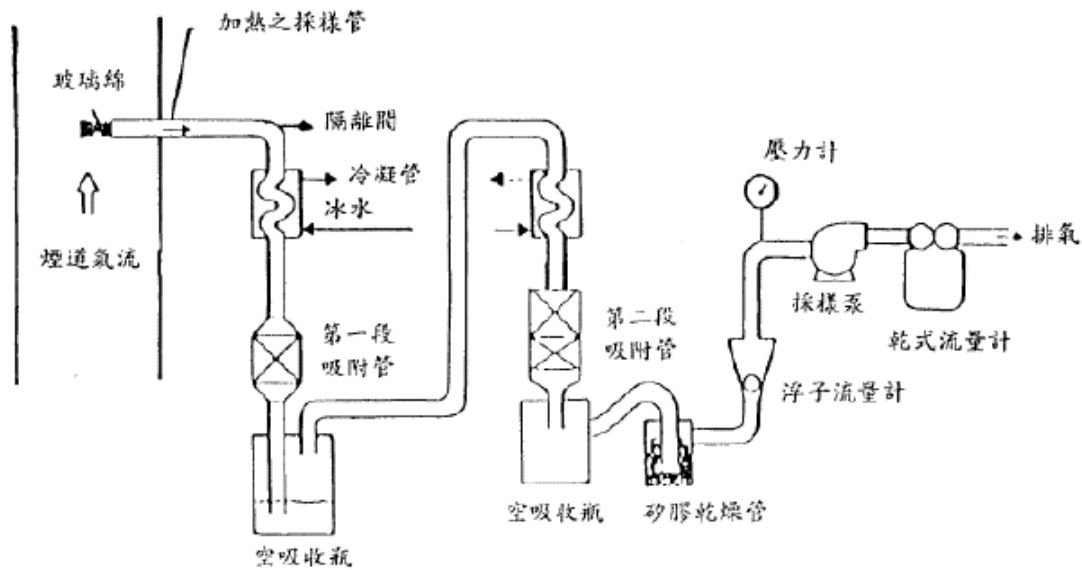 加熱之採樣管
玻璃綿
隔離閥
壓力計
冷凝管
冰水
排氣
煙道氣流
採樣泵
第一段
吸附管
第二段
吸附管
乾式流量計
浮子流量計
空吸收瓶
矽膠乾燥管
空吸收瓶